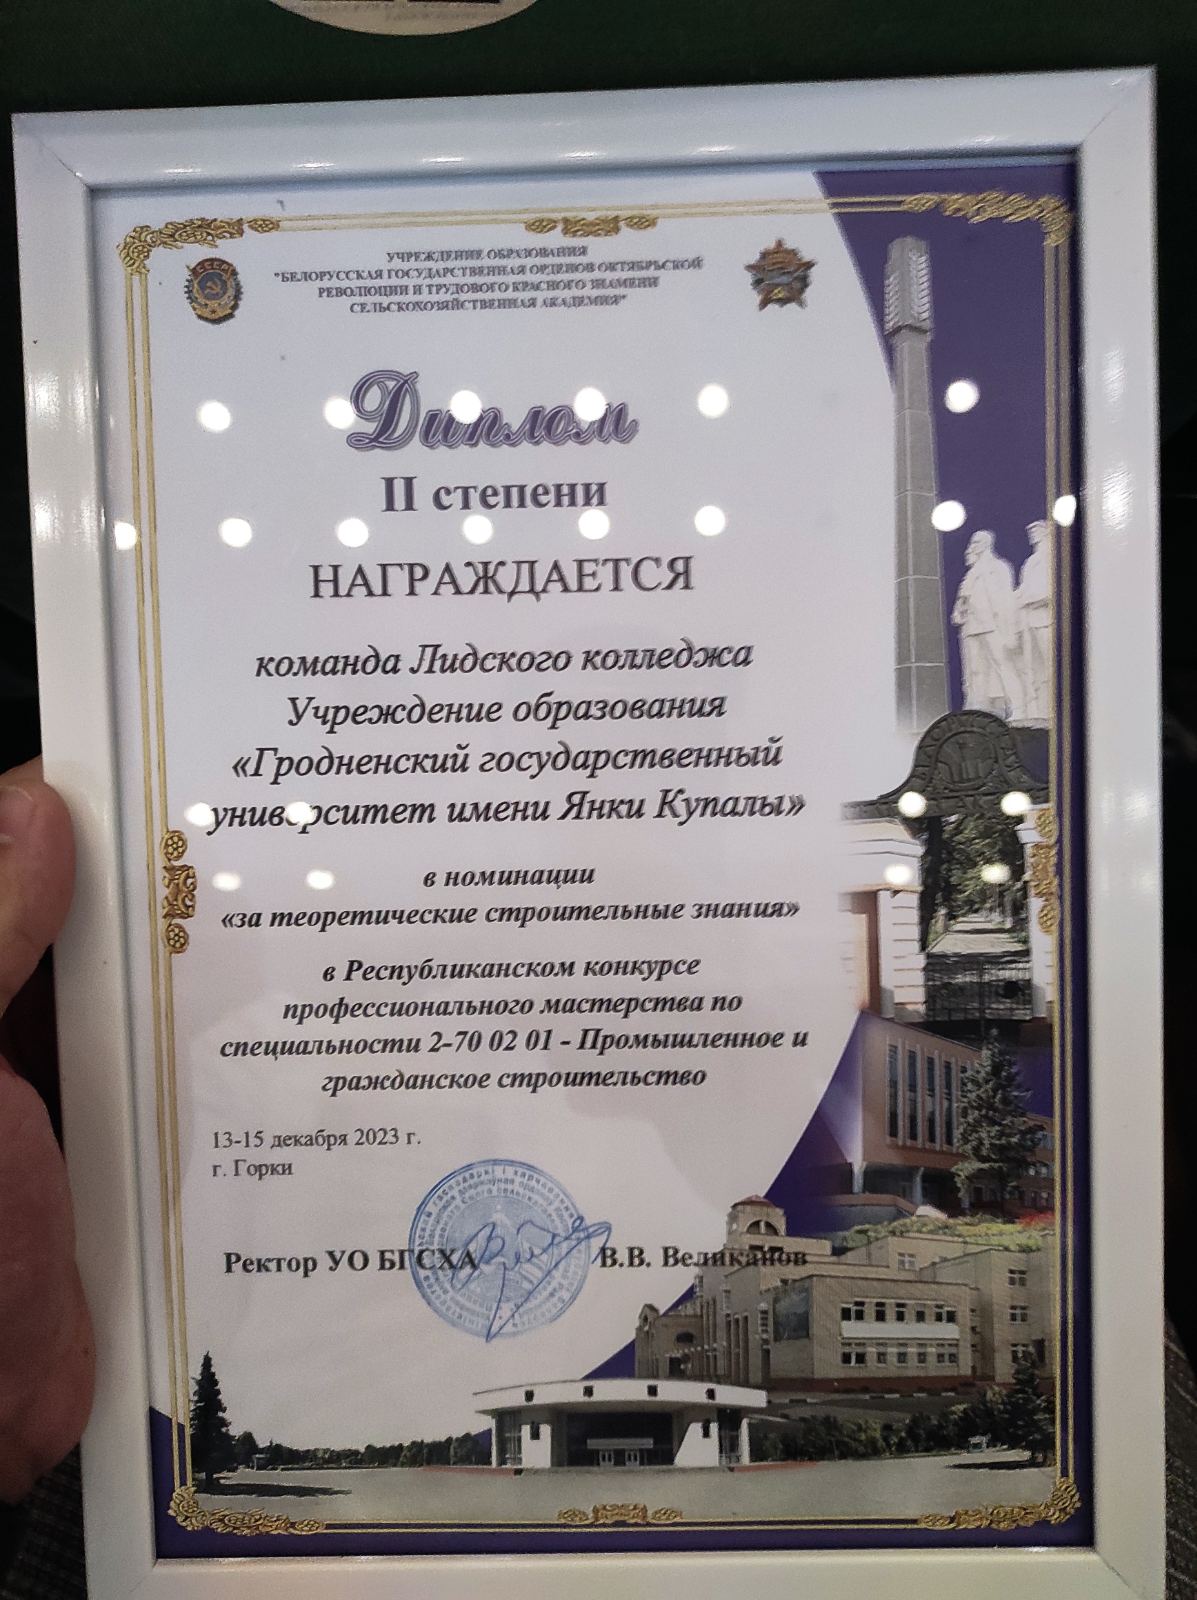 УЧРЕЖДЕНИЕ ОБРАЗОВАНИЯ
"БЕЛОРУССКАЯ ГОСУДАРСТВЕННАЯ ОРДЕНОВ ОКТЯБРЬСКОЙ
РЕВОЛЮЦИИ И ТРУДОВОГО КРАСНОГО ЗНАМЕНИ
СЕЛЬСКОХОЗЯЙСТВЕННАЯ АКАДЕМИЯ"
СССР
Диплом
II степени
НАГРАЖДАЕТСЯ
команда Лидского колледжа
Учреждение образования
«Гродненский государственный
университет имени Янки Купалы»
в номинации
«за теоретические строительные знания»
в Республиканском конкурсе
профессионального мастерства по
специальности 2-70 02 01 - Промышленное и
гражданское строительство
13-15 декабря 2023 г.
г. Горки
Ректор УО БГСХА В.В. Великанов